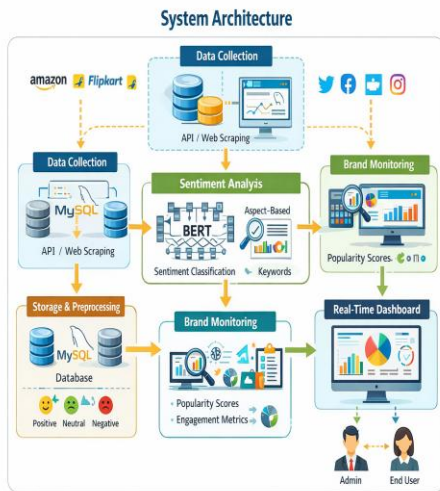 System Architecture
Data Collection
amazon Flipkart
API / Web Scraping
Data Collection
Sentiment Analysis
Brand Monitoring
MySQL
BERT
Aspect-Based
API / Web Scraping
Sentiment Classification
Keywords
Popularity Scores
Storage & Preprocessing
Brand Monitoring
Real-Time Dashboard
MySQL
Database
Positive Neutral Negative
• Popularity Scores
• Engagement Metrics
Admin
End User